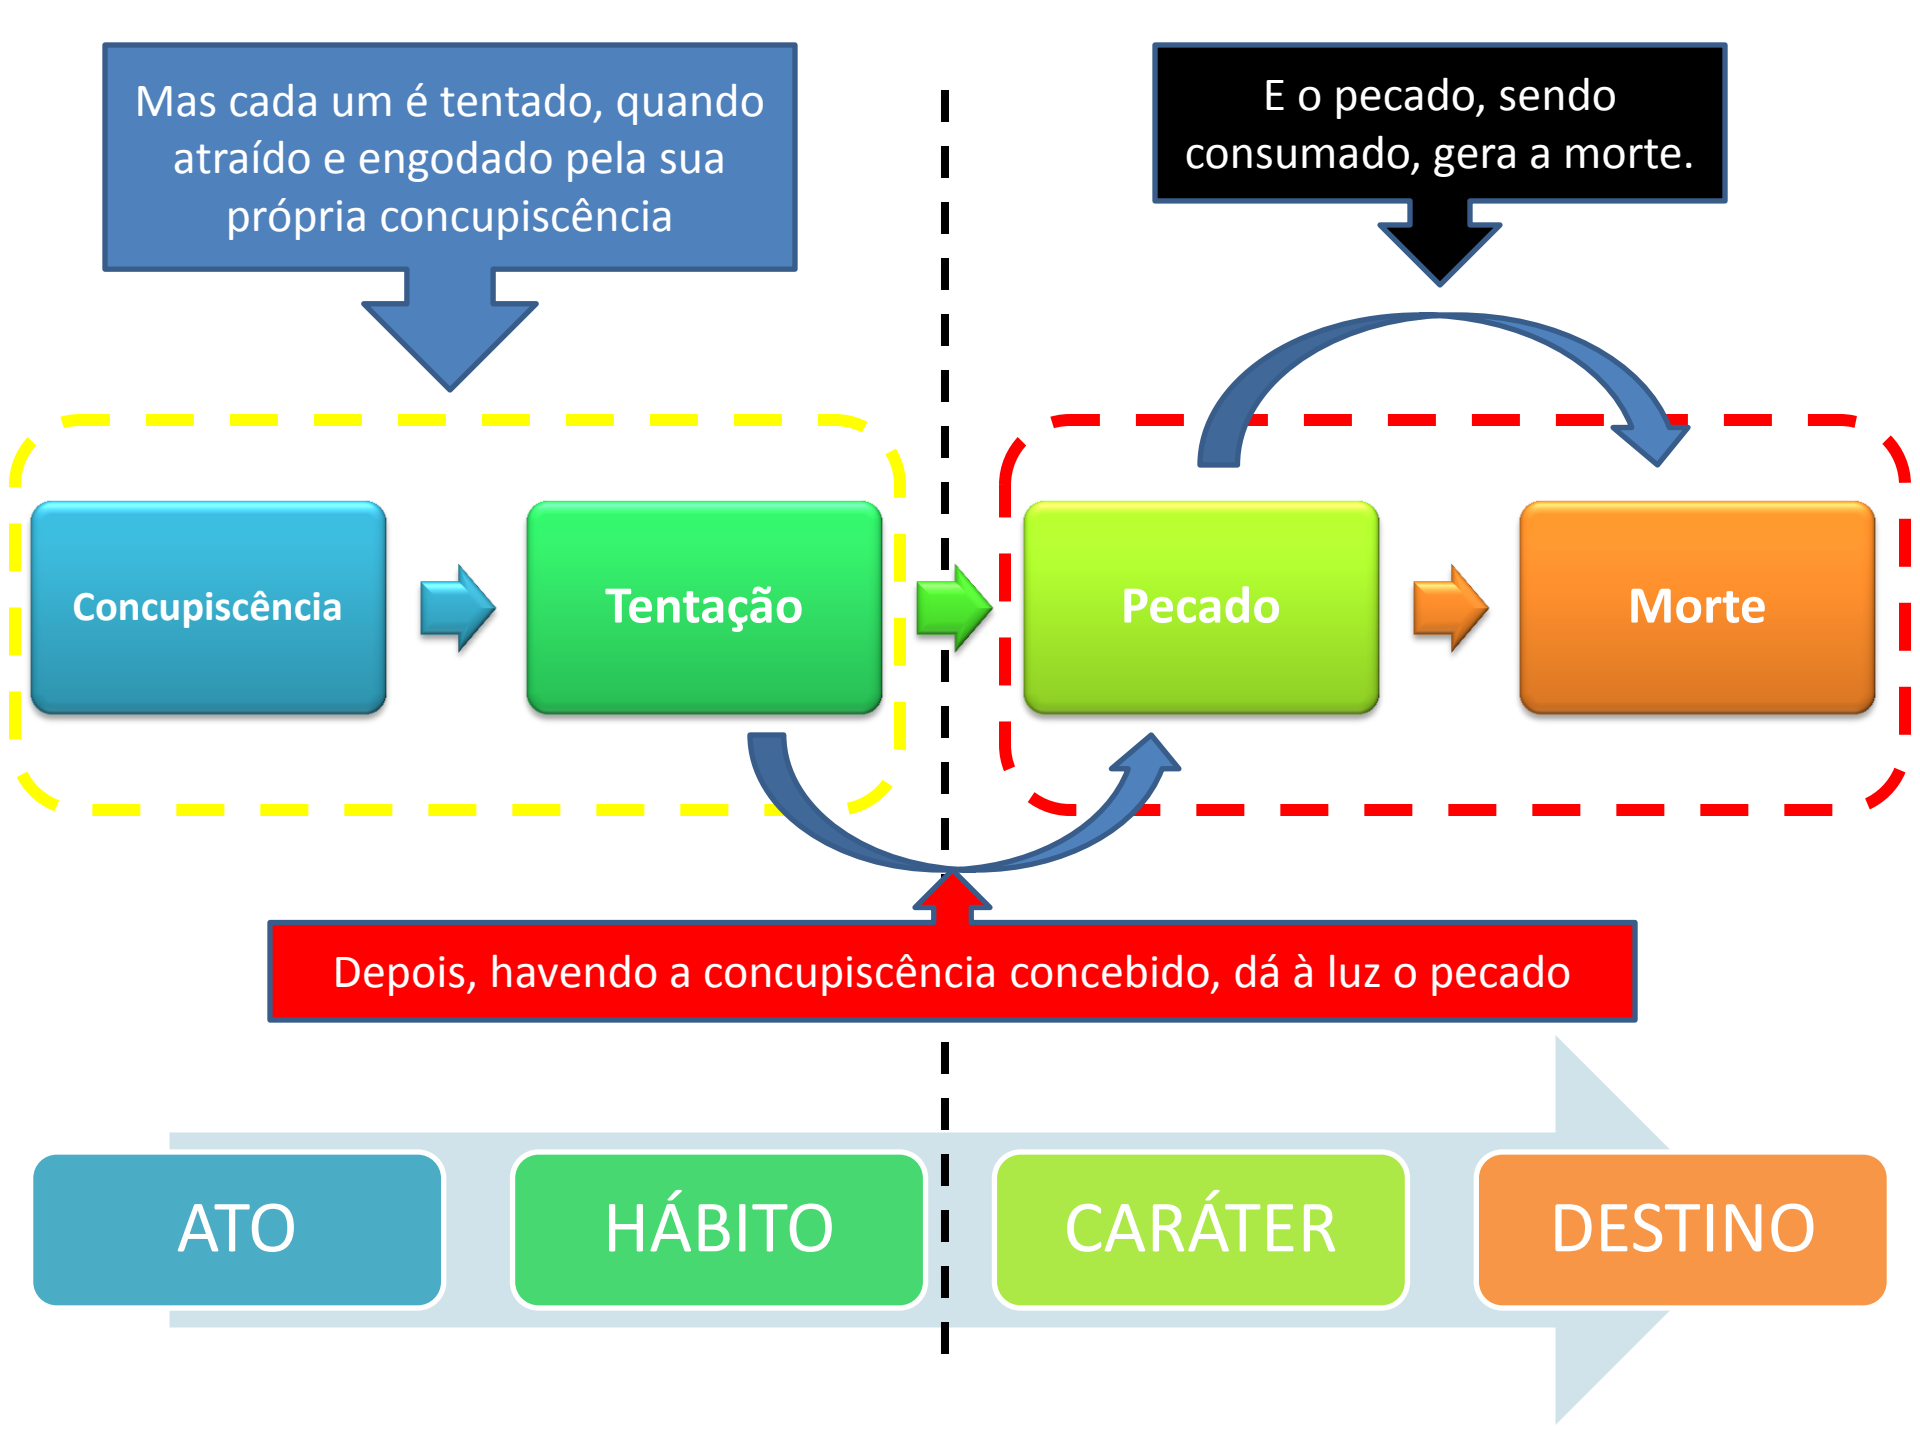 Mas cada um é tentado, quando
atraído e engodado pela sua
própria concupiscência
E o pecado, sendo
consumado, gera a morte.
Concupiscência
Tentação
Pecado
Morte
Depois, havendo a concupiscência concebido, dá à luz o pecado
ATO
HÁBITO
CARÁTER
DESTINO